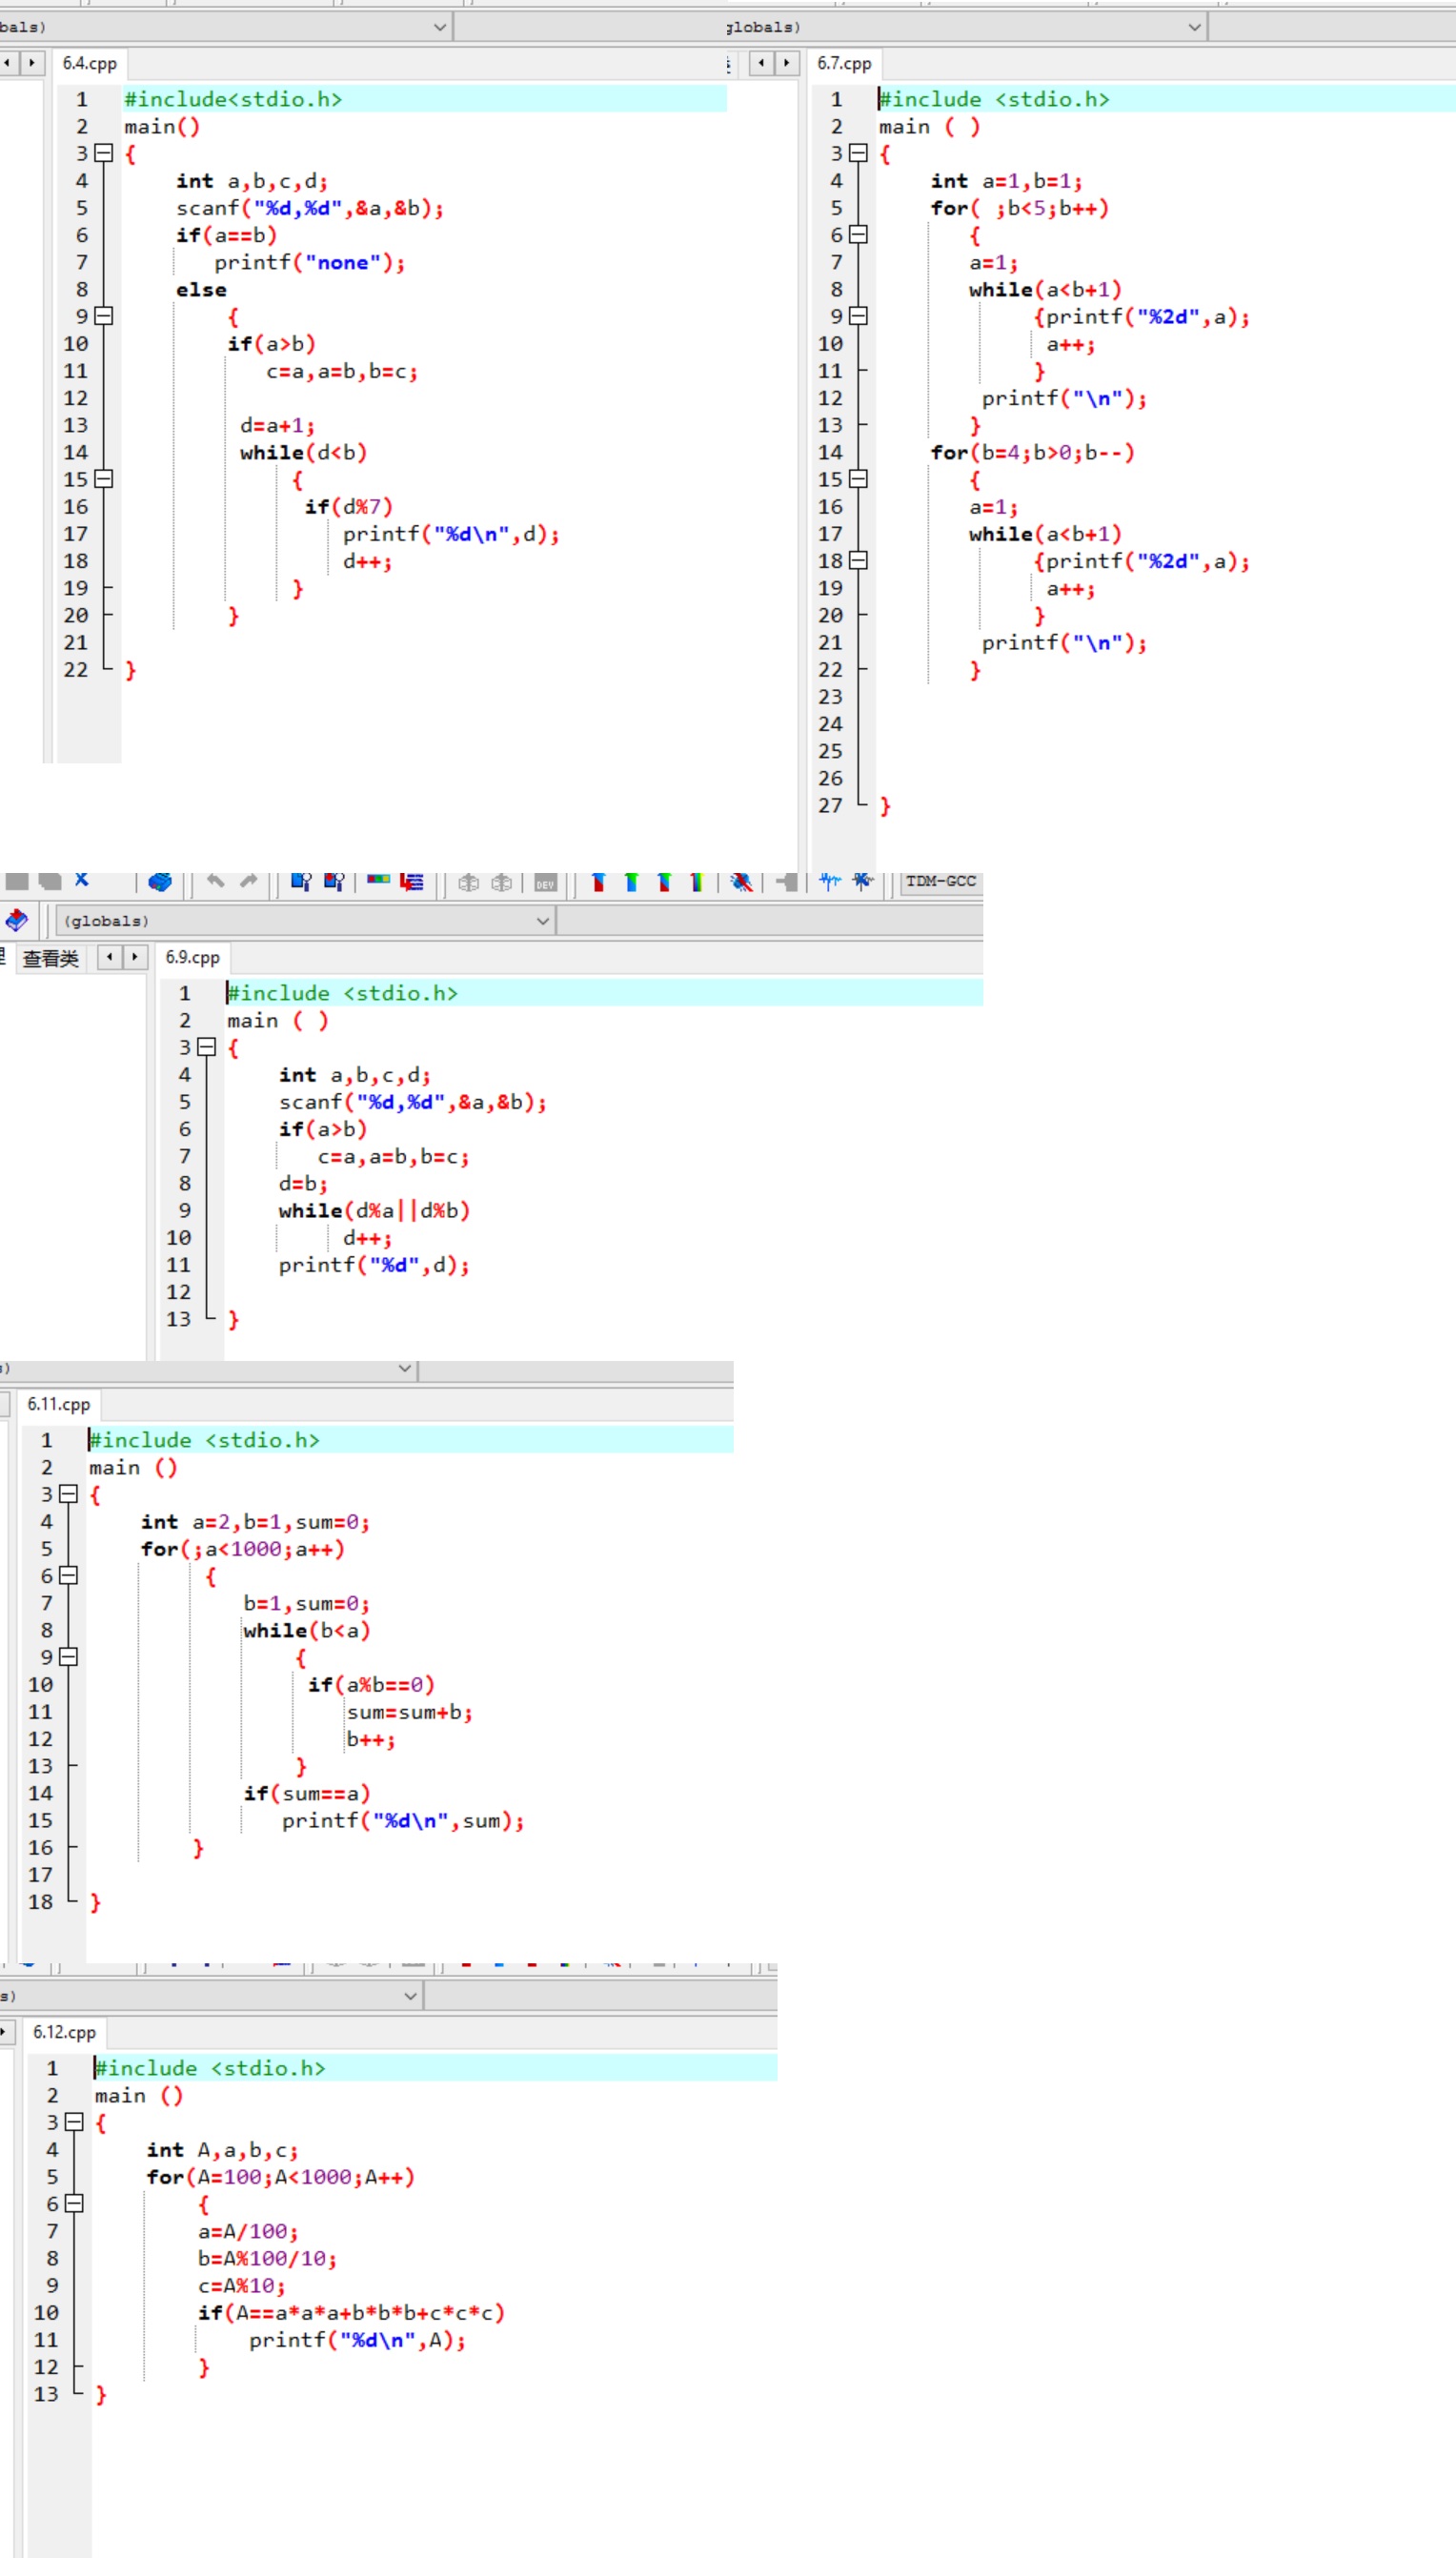 bals)
6.4.cpp
1 #include<stdio.h>
2 main()
3 {
4 int a,b,c,d;
5 scanf("%d,%d",&a,&b);
6 if(a==b)
7 printf("none");
8 else
9 {
10 if(a>b)
11 c=a,a=b,b=c;
12
13 d=a+1;
14 while(d<b)
15 {
16 if(d%7)
17 printf("%d\n",d);
18 d++;
19 }
20 }
21
22 }
globals)
6.7.cpp
1 #include <stdio.h>
2 main ( )
3 {
4 int a=1,b=1;
5 for( ;b<5;b++)
6 {
7 a=1;
8 while(a<b+1)
9 {printf("%2d",a);
10 a++;
11 }
12 printf("\n");
13 }
14 for(b=4;b>0;b--)
15 {
16 a=1;
17 while(a<b+1)
18 {printf("%2d",a);
19 a++;
20 }
21 printf("\n");
22 }
23
24
25
26
27 }
DEV
TDM-GCC
(globals)
查看类
6.9.cpp
1 #include <stdio.h>
2 main ( )
3 {
4 int a,b,c,d;
5 scanf("%d,%d",&a,&b);
6 if(a>b)
7 c=a,a=b,b=c;
8 d=b;
9 while(d%a||d%b)
10 d++;
11 printf("%d",d);
12
13 }
s)
6.11.cpp
1 #include <stdio.h>
2 main ()
3 {
4 int a=2,b=1,sum=0;
5 for(;a<1000;a++)
6 {
7 b=1,sum=0;
8 while(b<a)
9 {
10 if(a%b==0)
11 sum=sum+b;
12 b++;
13 }
14 if(sum==a)
15 printf("%d\n",sum);
16 }
17
18 }
s)
6.12.cpp
1 #include <stdio.h>
2 main ()
3 {
4 int A,a,b,c;
5 for(A=100;A<1000;A++)
6 {
7 a=A/100;
8 b=A%100/10;
9 c=A%10;
10 if(A==a*a*a+b*b*b+c*c*c)
11 printf("%d\n",A);
12 }
13 }